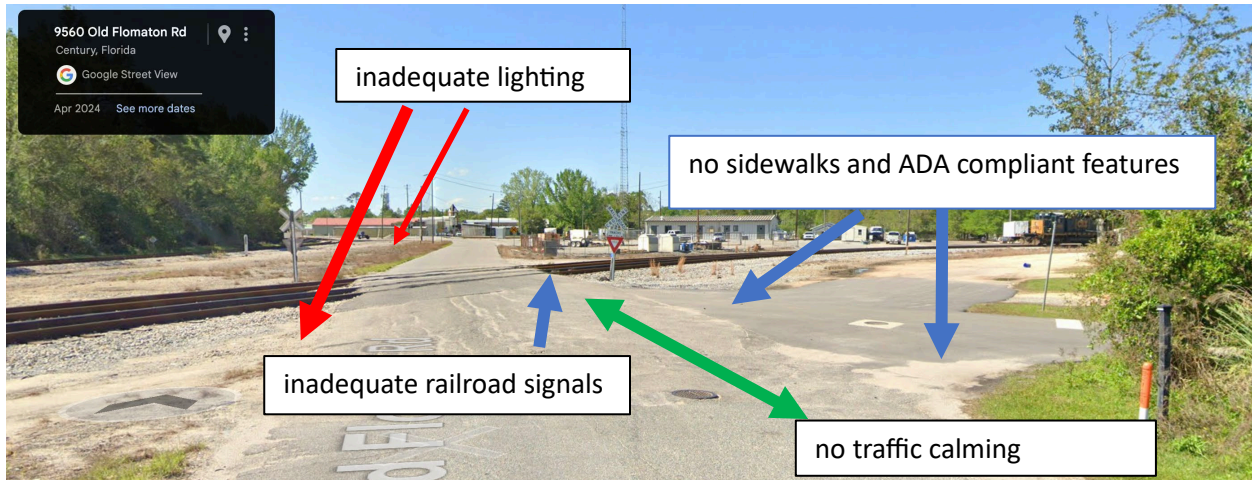 9560 Old Flomaton Rd
Century, Florida
Google Street View
Apr 2024 See more dates
inadequate lighting
no sidewalks and ADA compliant features
inadequate railroad signals
no traffic calming